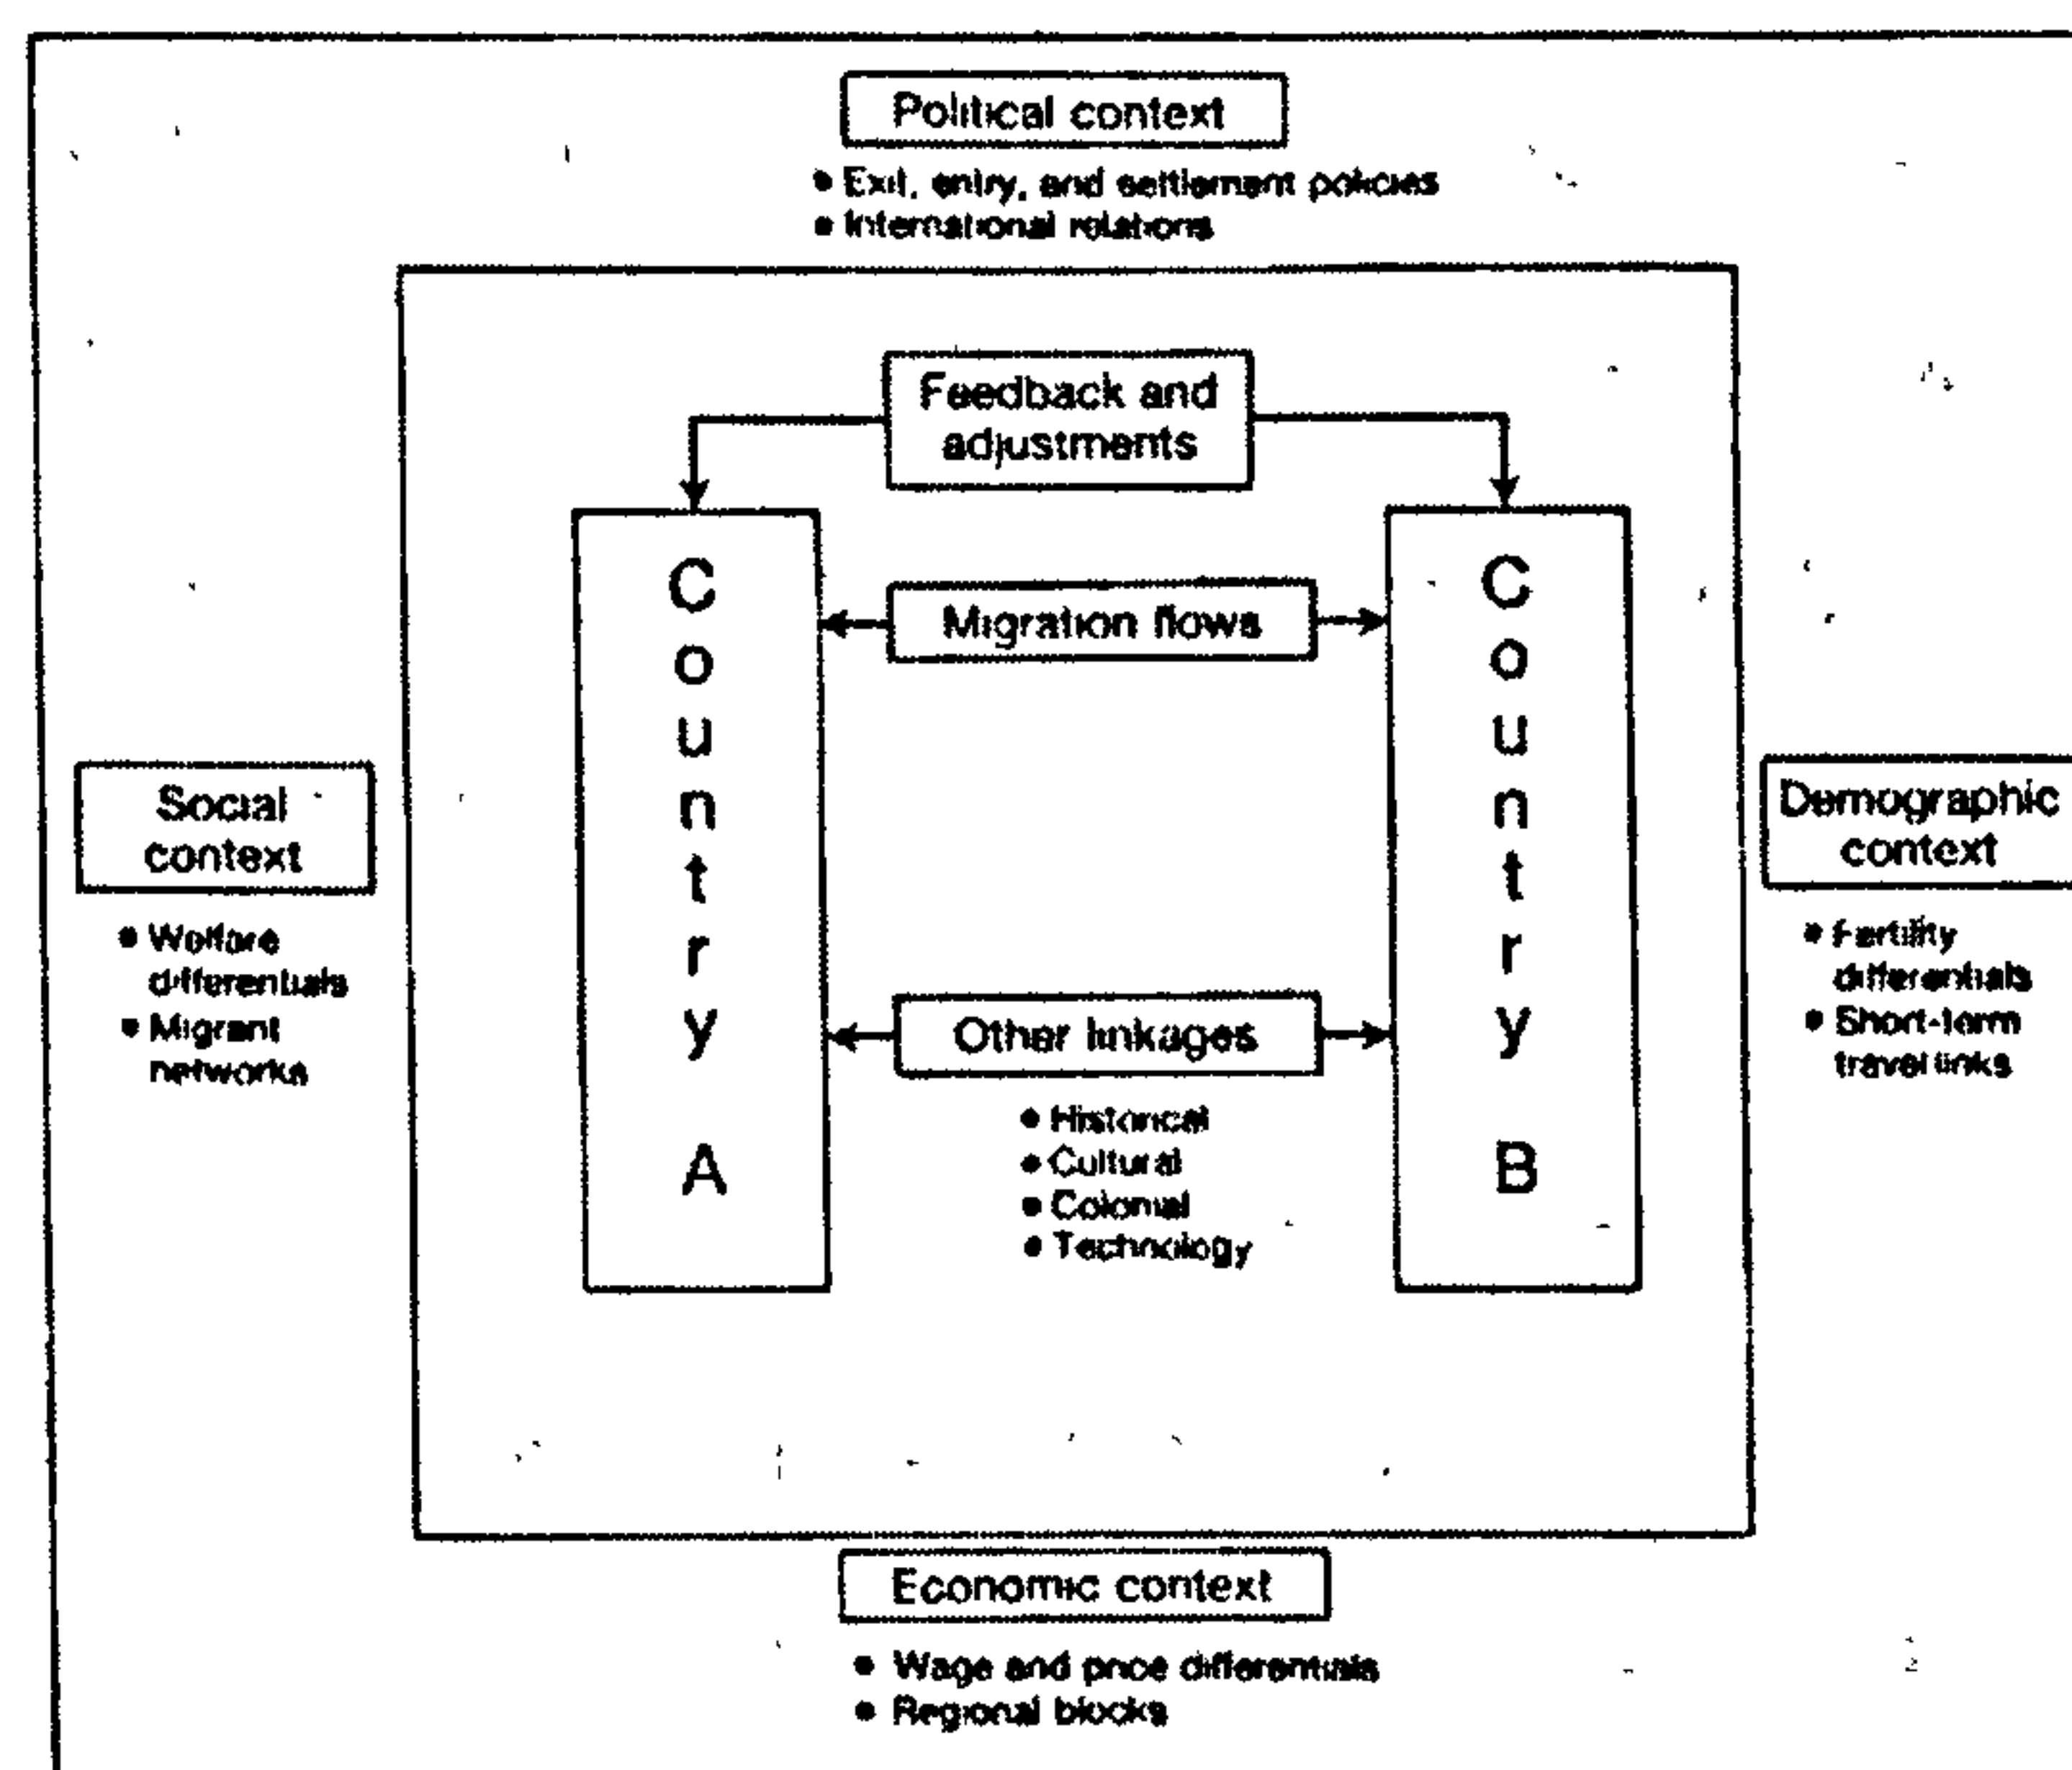 Political context
• Exit, entry, and settlement policies
• International relations
Feedback and
adjustments
Country A
Migration flows
Country B
Social
context
• Welfare
differentials
• Migrant
networks
Other linkages
• Historical
• Cultural
• Colonial
• Technology
Demographic
context
• Fertility
differentials
• Short-term
travel links
Economic context
• Wage and price differentials
• Regional blocks